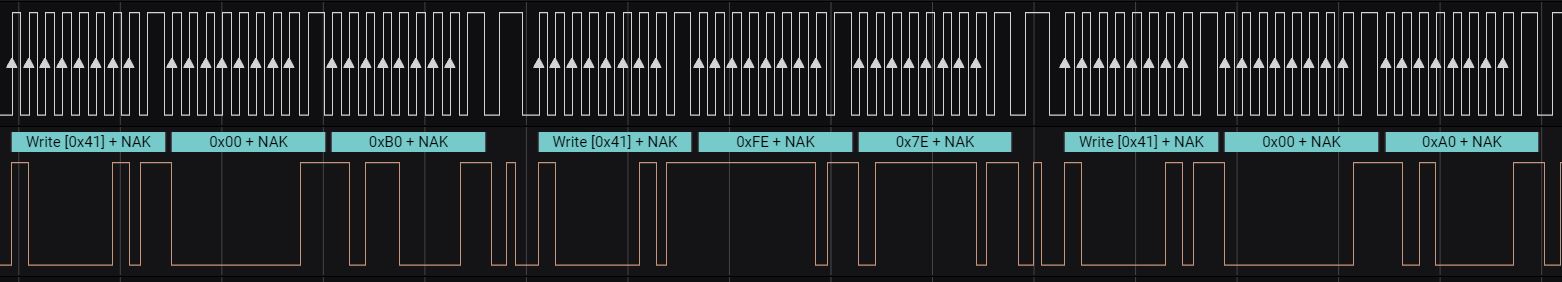 Write [0x41] + NAK 0x00 + NAK 0xB0 + NAK Write [0x41] + NAK 0xFE + NAK 0x7E + NAK Write [0x41] + NAK 0x00 + NAK 0xA0 + NAK